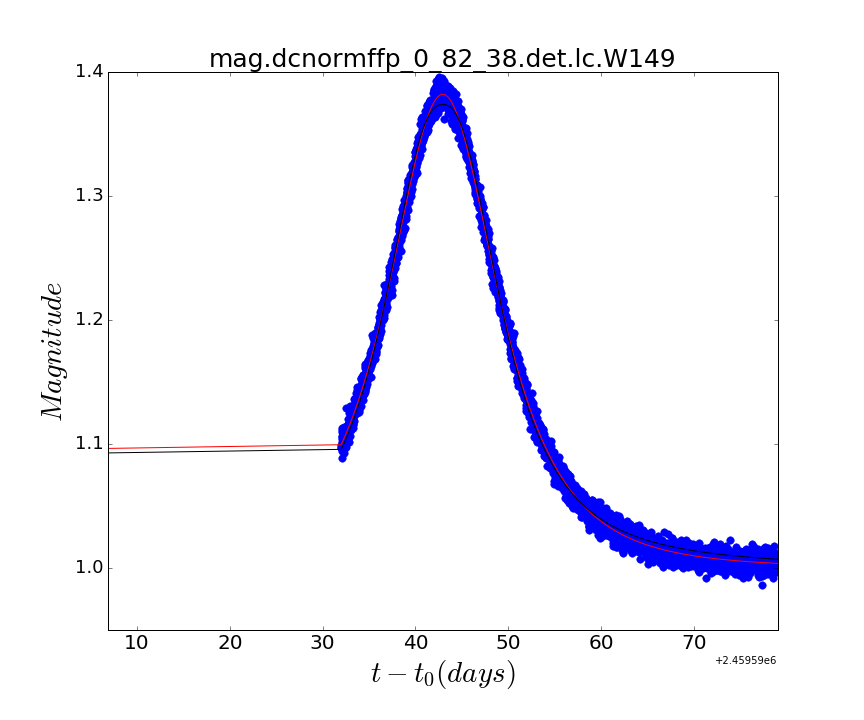 mag.dcnormffp_0_82_38.det.lc.W149
1.4
1.3
1.2
1.1
1.0
Magnitude
10 20 30 40 50 60 70
+2.45959e6
t − t₀(days)